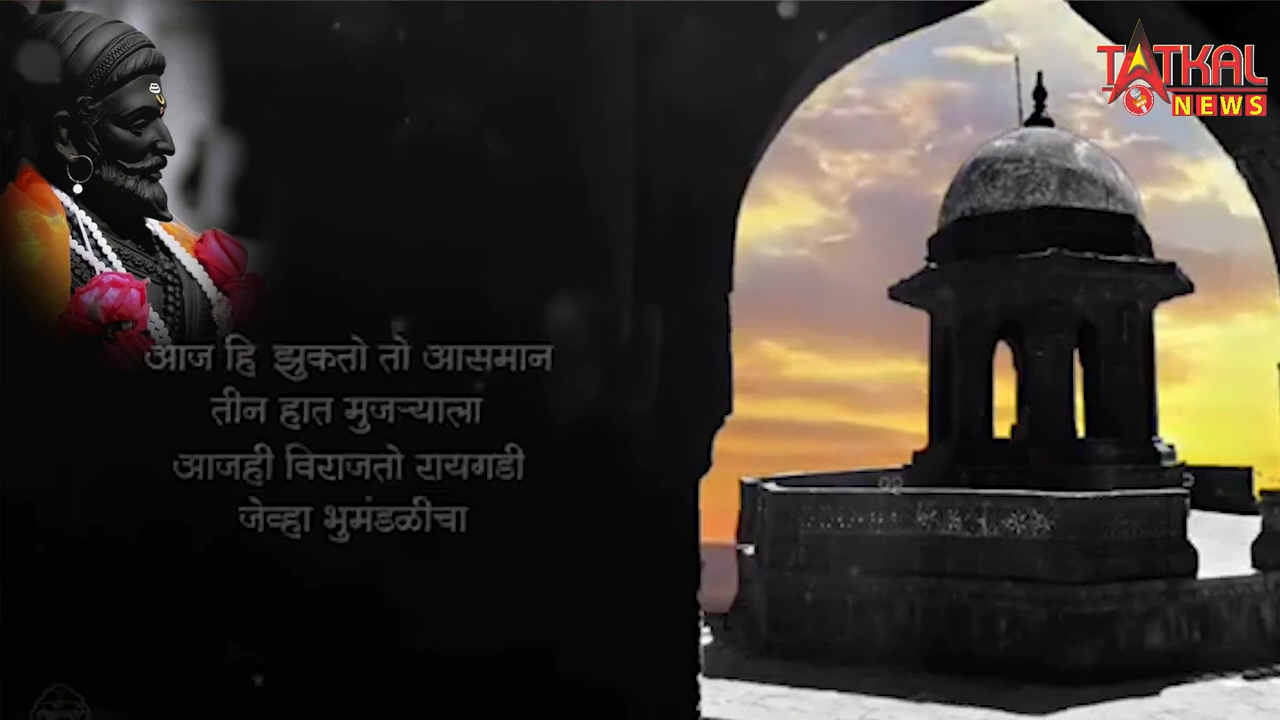 TATKAL
NEWS
आज हि झुकतो तो आसमान
तीन हात मुजऱ्याला
आजही विराजतो रायगडी
जेव्हा भुमंडळीचा